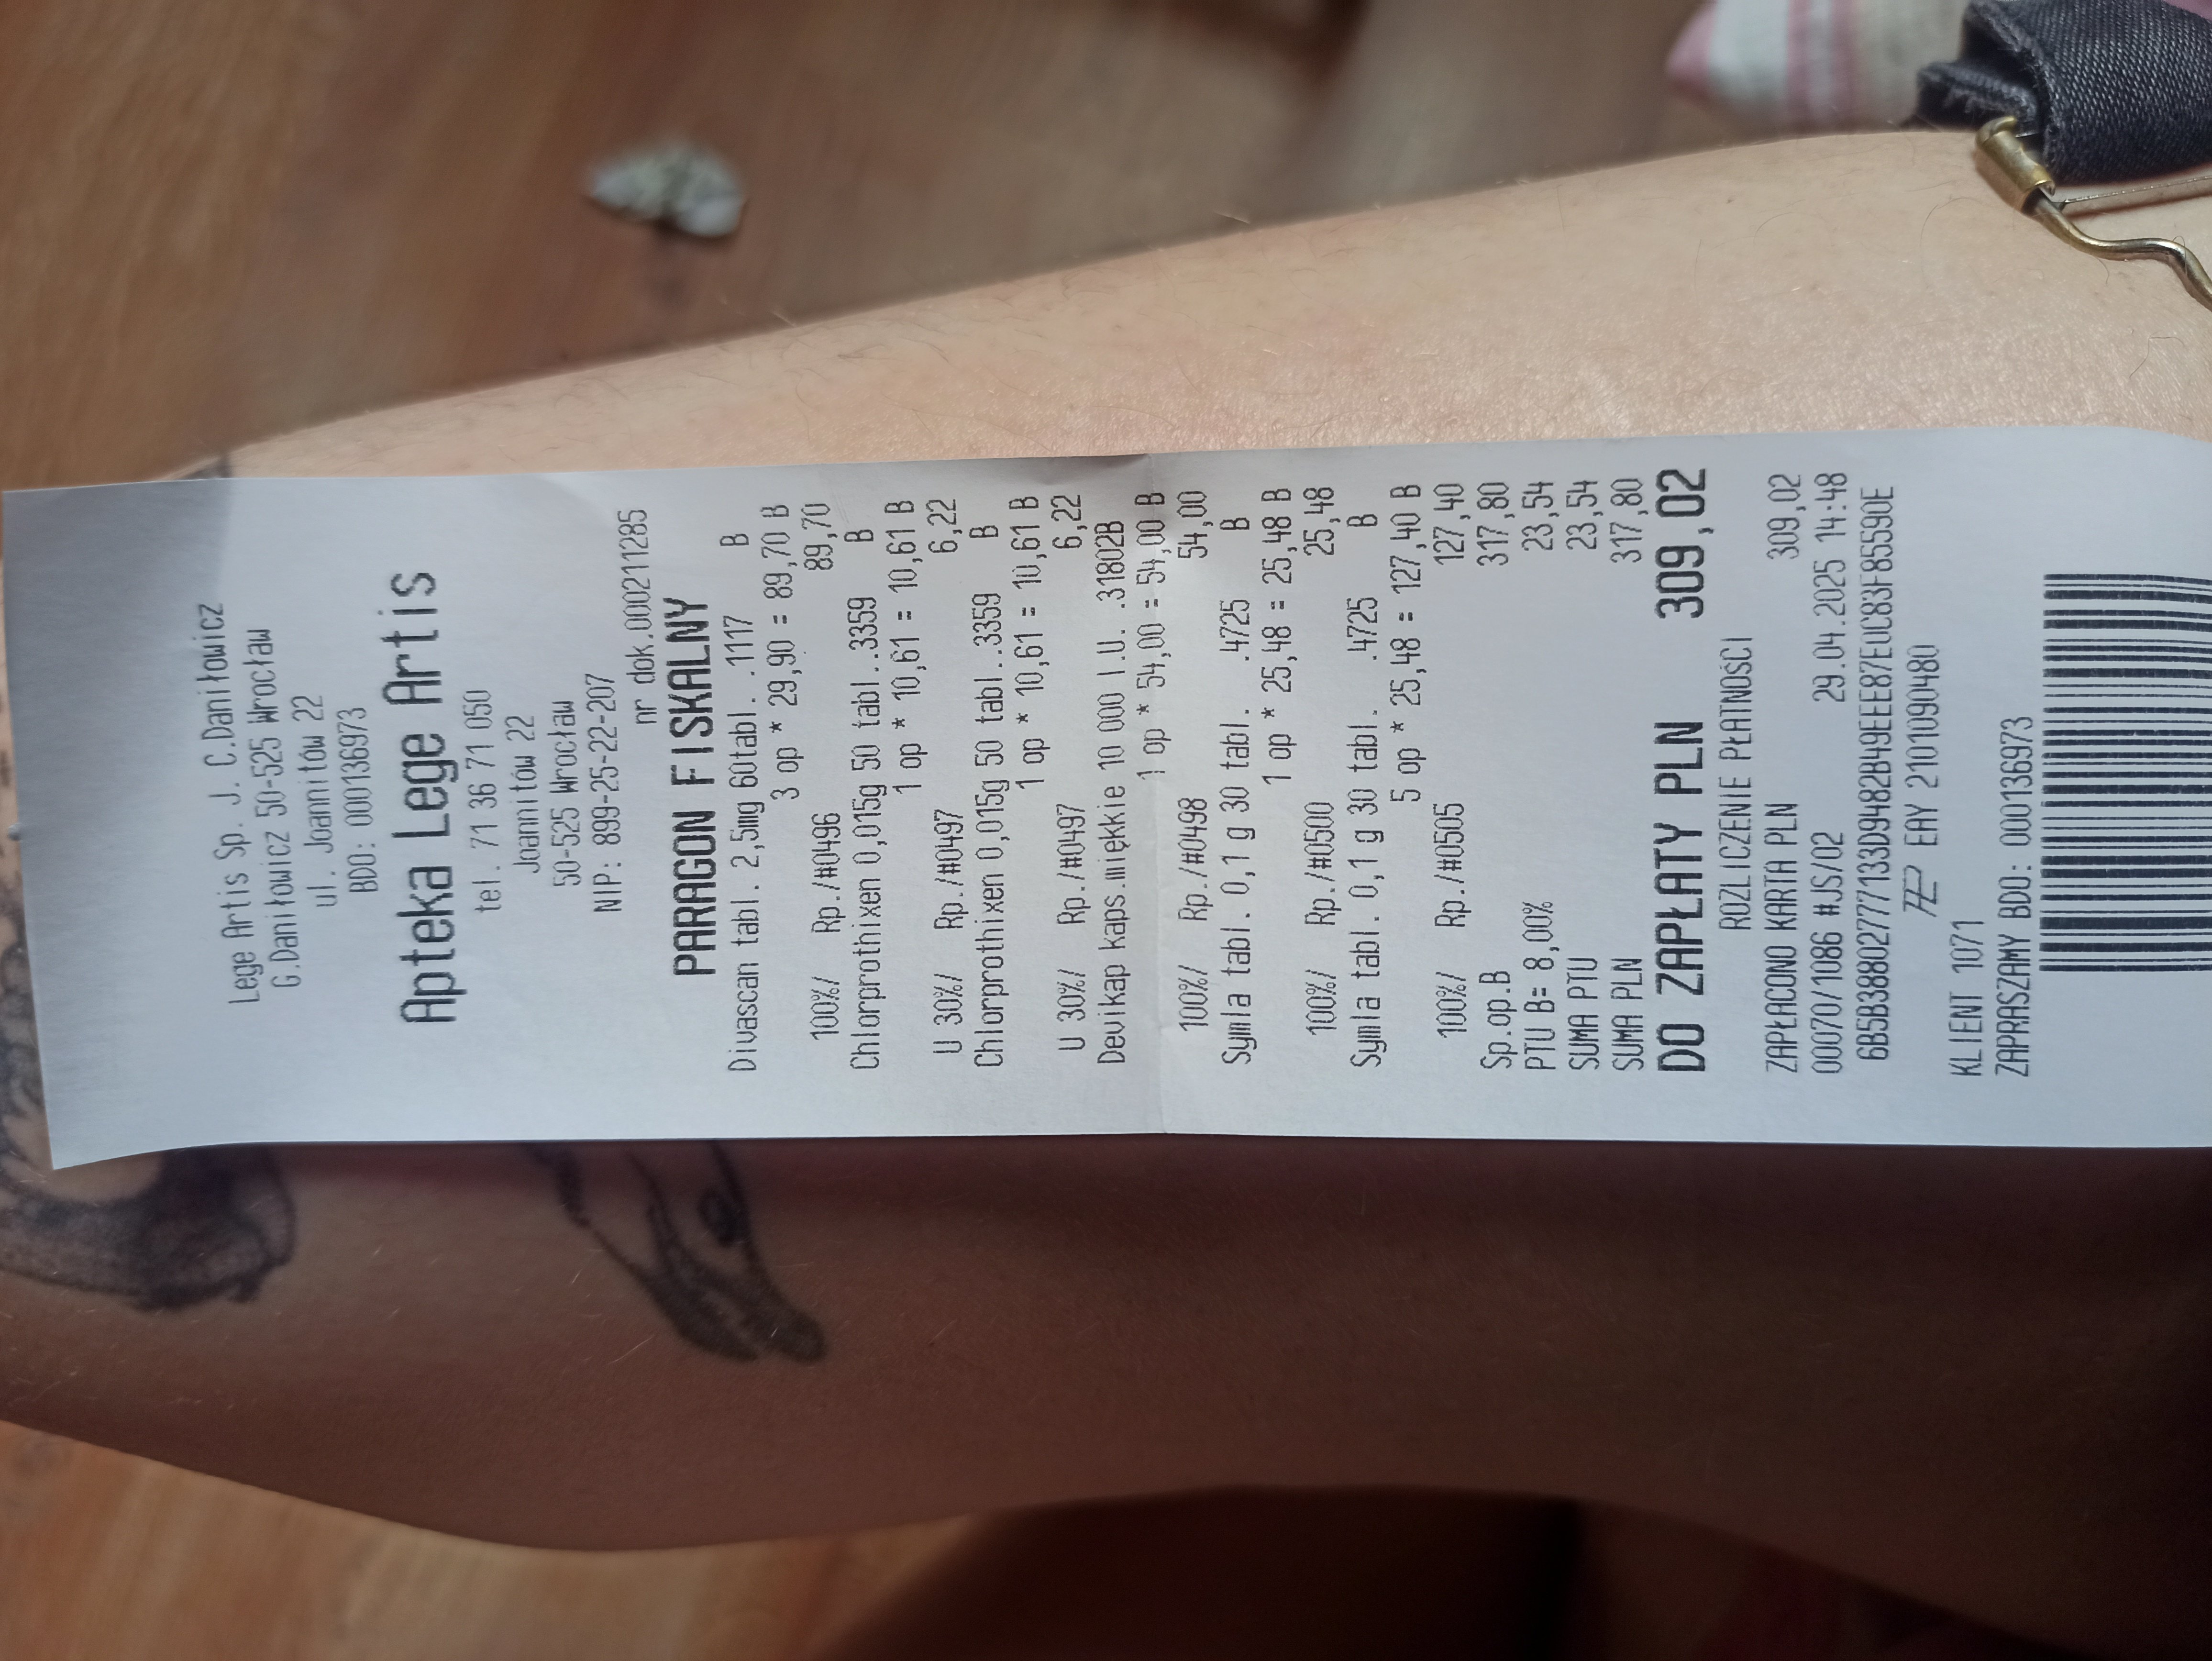 Lege Artis Sp. J. C.Daniłowicz
G.Daniłowicz 50-525 Wrocław
ul. Joannitów 22
BDO: 000136973
Apteka Lege Artis
tel. 71 36 71 050
Joannitów 22
50-525 Wrocław
NIP: 899-25-22-207
nr dok.000211285
PARAGON FISKALNY
Divascan tabl. 2,5mg 60tabl. .1117 B
3 op * 29,90 = 89,70 B
100%/ Rp./#0496 89,70
Chlorprothixen 0,015g 50 tabl..3359 B
1 op * 10,61 = 10,61 B
U 30%/ Rp./#0497 6,22
Chlorprothixen 0,015g 50 tabl..3359 B
1 op * 10,61 = 10,61 B
U 30%/ Rp./#0497 6,22
Devikap kaps.miękkie 10 000 I.U. .31802B
1 op * 54,00 = 54,00 B
100%/ Rp./#0498 54,00
Symla tabl. 0,1 g 30 tabl. .4725 B
1 op * 25,48 = 25,48 B
100%/ Rp./#0500 25,48
Symla tabl. 0,1 g 30 tabl. .4725 B
5 op * 25,48 = 127,40 B
100%/ Rp./#0505 127,40
Sp.op.B 317,80
PTU B= 8,00% 23,54
SUMA PTU 23,54
SUMA PLN 317,80
DO ZAPŁATY PLN 309,02
ROZLICZENIE PŁATNOŚCI
ZAPŁACONO KARTA PLN 309,02
00070/1086 #JS/02 29.04.2025 14:48
EAY 2101090480
KLIENT 1071
ZAPRASZAMY BDO: 000136973